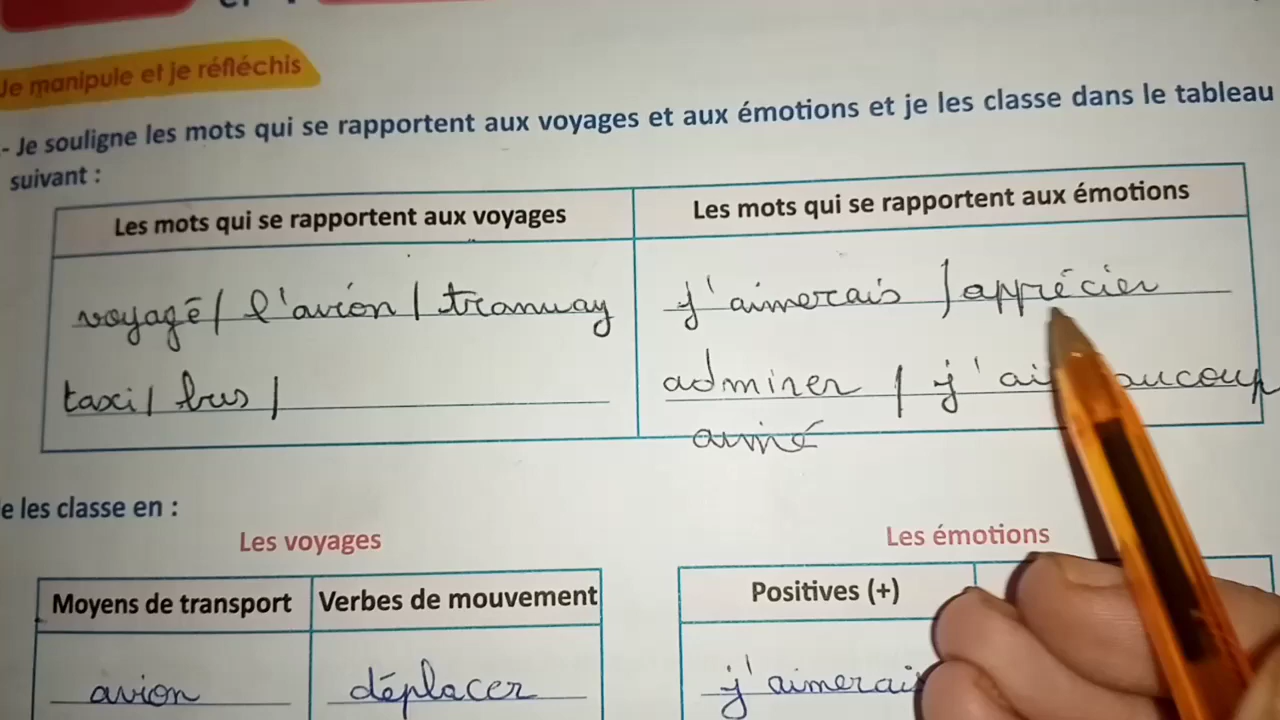 Je manipule et je réfléchis
- Je souligne les mots qui se rapportent aux voyages et aux émotions et je les classe dans le tableau
suivant :
Les mots qui se rapportent aux voyages
Les mots qui se rapportent aux émotions
voyagé / l'avion / tramway
taxi / bus /
j'aimerais / apprécier
admirer / j'ai beaucoup
aimé
e les classe en :
Les voyages
Les émotions
Moyens de transport
Verbes de mouvement
Positives (+)
avion
déplacer
j'aimerais